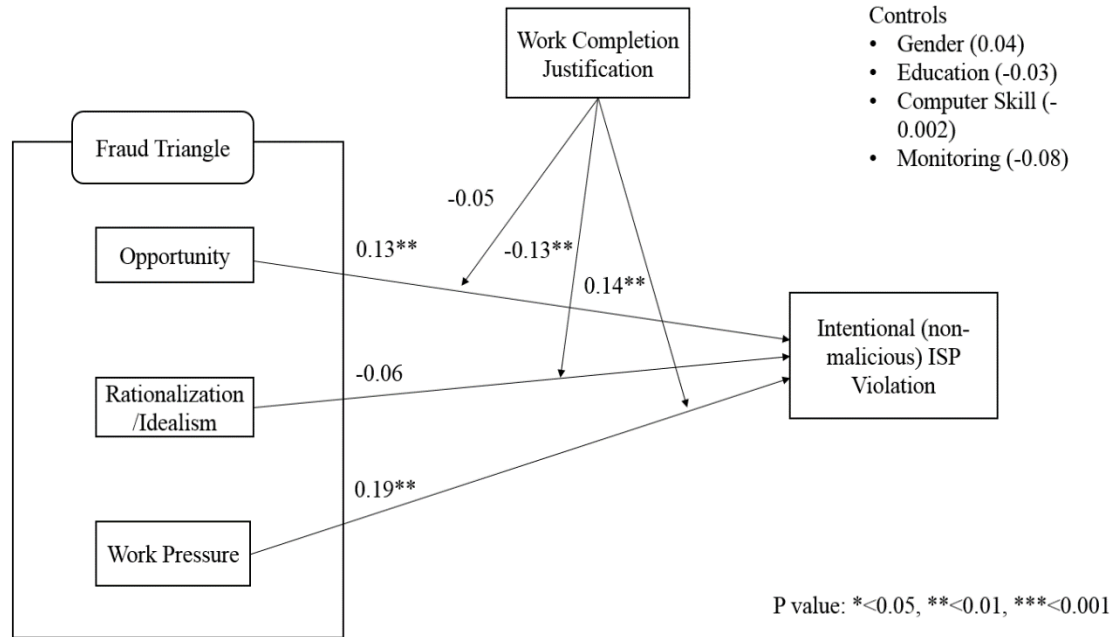 Work Completion
Justification
Controls
• Gender (0.04)
• Education (-0.03)
• Computer Skill (-
0.002)
• Monitoring (-0.08)
Fraud Triangle
-0.05
Opportunity
0.13**
-0.13**
0.14**
Intentional (non-
malicious) ISP
Violation
Rationalization
/Idealism
-0.06
0.19**
Work Pressure
P value: *<0.05, **<0.01, ***<0.001